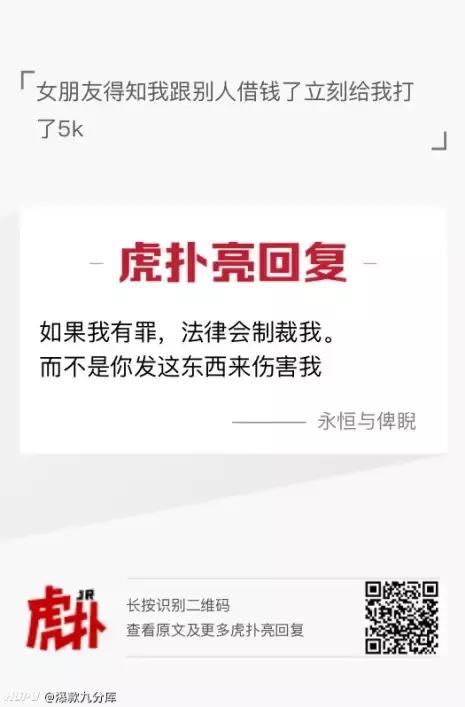 女朋友得知我跟别人借钱了立刻给我打
了5k
虎扑亮回复
如果我有罪，法律会制裁我。
而不是你发这东西来伤害我
永恒与俾睨
JR
虎扑
长按识别二维码
查看原文及更多虎扑亮回复
HUPU @爆款九分库